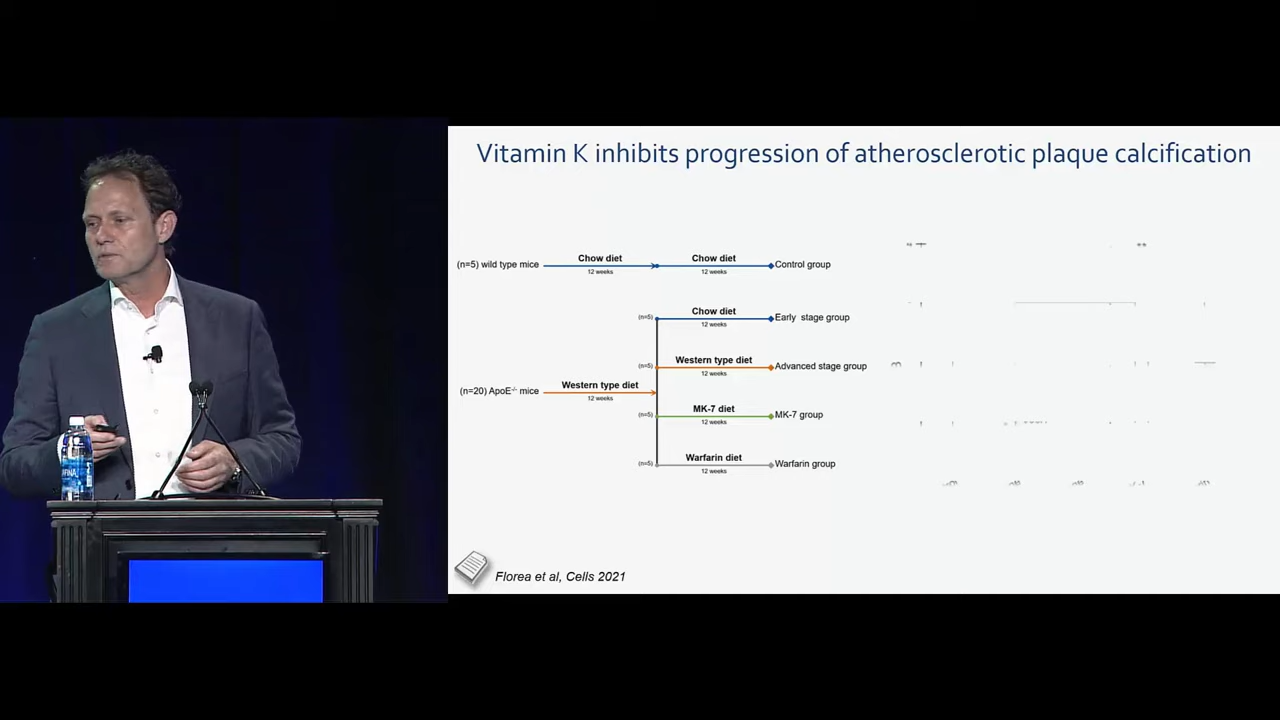 Vitamin K inhibits progression of atherosclerotic plaque calcification
(n=5) wild type mice
Chow diet
12 weeks
Chow diet
12 weeks
Control group
(n=20) ApoE-/- mice
Western type diet
12 weeks
(n=5)
Chow diet
12 weeks
Early stage group
(n=5)
Western type diet
12 weeks
Advanced stage group
(n=5)
MK-7 diet
12 weeks
MK-7 group
(n=5)
Warfarin diet
12 weeks
Warfarin group
Florea et al, Cells 2021